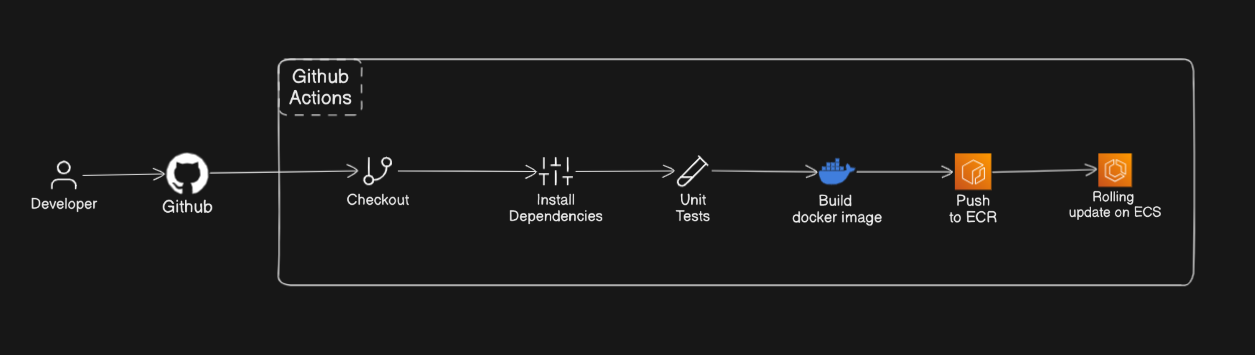 Github
Actions
Developer
Github
Checkout
Install
Dependencies
Unit
Tests
Build
docker image
Push
to ECR
Rolling
update on ECS